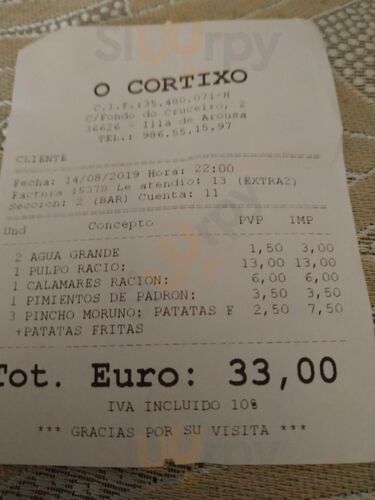 O CORTIXO
C.I.F.:35.480.071-H
C/Fondo do Cruceiro, 2
36626 - Illa de Arousa
TEL.: 986.55.15.97
CLIENTE
Fecha: 14/08/2019 Hora: 22:00
Factura 15378 Le atendio: 13 (EXTRA2)
Seccion: 2 (BAR) Cuenta: 11
Und Concepto PVP IMP
2 AGUA GRANDE 1,50 3,00
1 PULPO RACIO: 13,00 13,00
1 CALAMARES RACION: 6,00 6,00
1 PIMIENTOS DE PADRON: 3,50 3,50
3 PINCHO MORUNO: PATATAS F 2,50 7,50
+PATATAS FRITAS
Tot. Euro: 33,00
IVA INCLUIDO 10%
*** GRACIAS POR SU VISITA ***